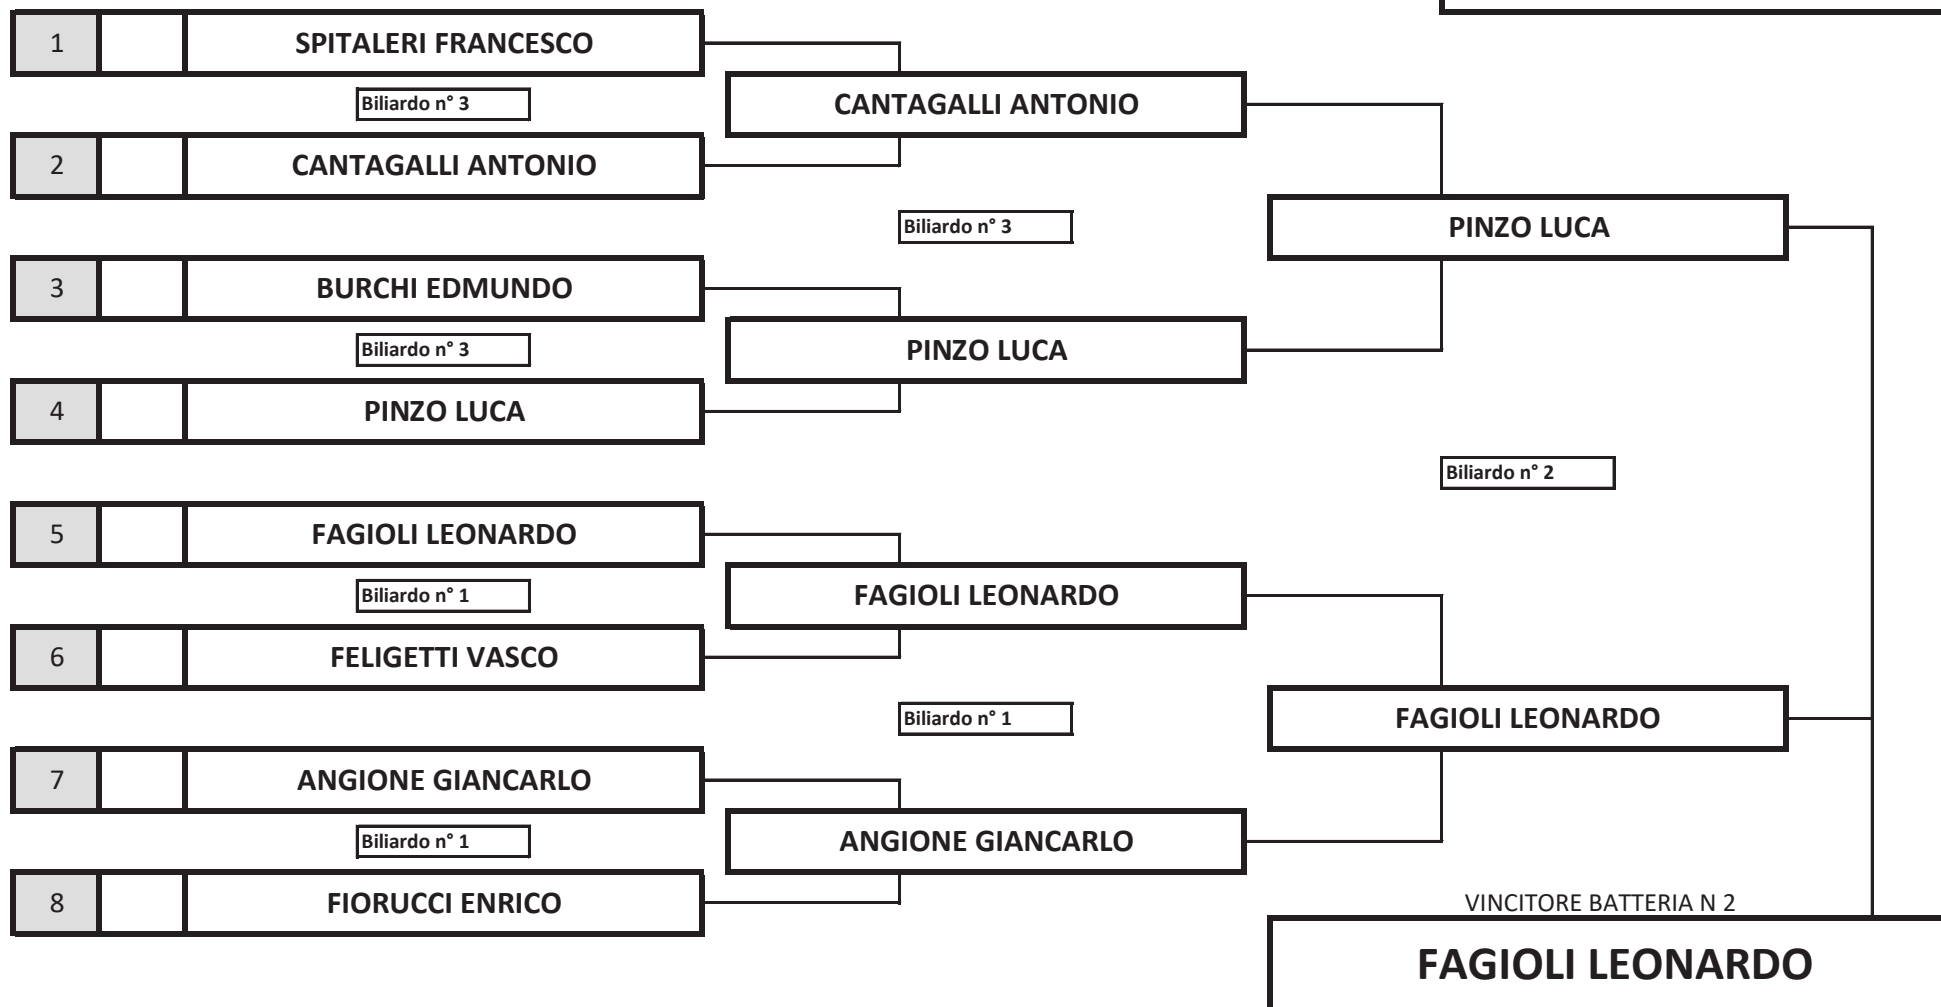 1 SPITALERI FRANCESCO
Biliardo n° 3
CANTAGALLI ANTONIO
2 CANTAGALLI ANTONIO
Biliardo n° 3
PINZO LUCA
3 BURCHI EDMUNDO
Biliardo n° 3
PINZO LUCA
4 PINZO LUCA
Biliardo n° 2
5 FAGIOLI LEONARDO
Biliardo n° 1
FAGIOLI LEONARDO
6 FELIGETTI VASCO
Biliardo n° 1
FAGIOLI LEONARDO
7 ANGIONE GIANCARLO
Biliardo n° 1
ANGIONE GIANCARLO
8 FIORUCCI ENRICO
VINCITORE BATTERIA N 2
FAGIOLI LEONARDO